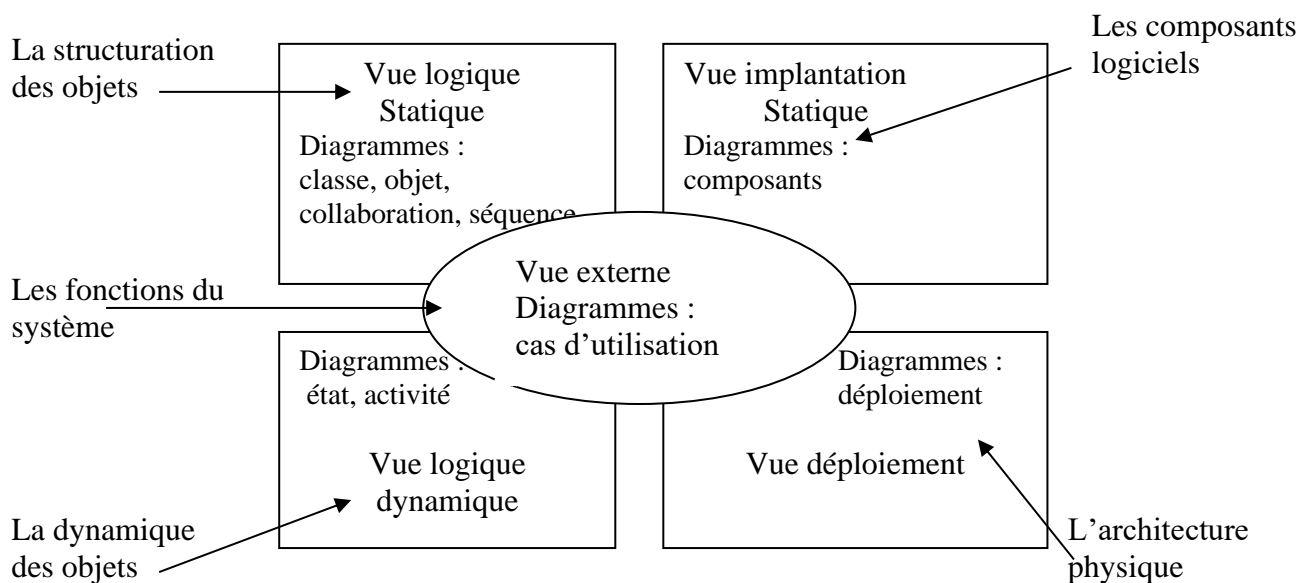 Les composants
logiciels
La structuration
des objets
Vue logique
Statique
Diagrammes :
classe, objet,
collaboration, séquence
Vue implantation
Statique
Diagrammes :
composants
Les fonctions du
système
Vue externe
Diagrammes :
cas d’utilisation
Diagrammes :
état, activité
Vue logique
dynamique
Diagrammes :
déploiement
Vue déploiement
La dynamique
des objets
L’architecture
physique